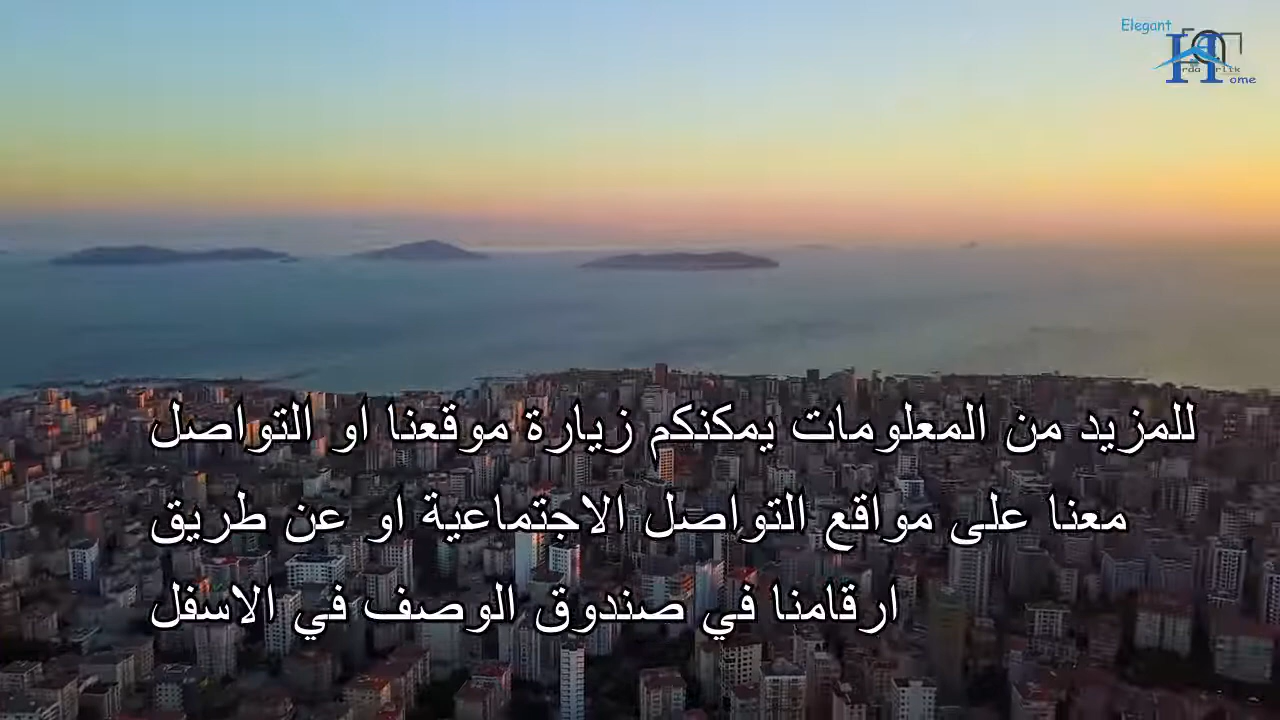 Elegant
Home
للمزيد من المعلومات يمكنكم زيارة موقعنا او التواصل
معنا على مواقع التواصل الاجتماعية او عن طريق
ارقامنا في صندوق الوصف في الاسفل